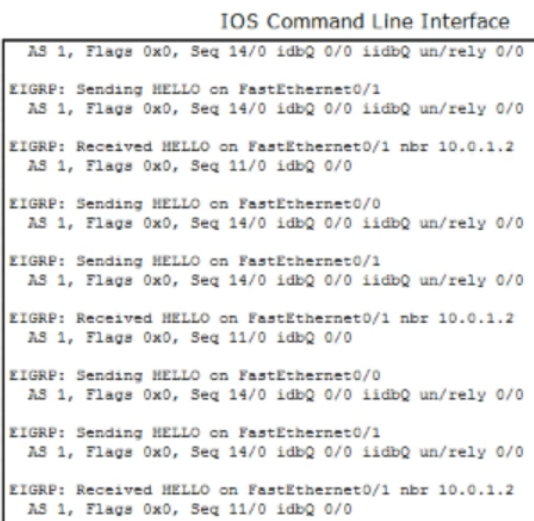 IOS Command Line Interface
AS 1, Flags 0x0, Seq 14/0 idbQ 0/0 iidbQ un/rely 0/0
EIGRP: Sending HELLO on FastEthernet0/1
AS 1, Flags 0x0, Seq 14/0 idbQ 0/0 iidbQ un/rely 0/0
EIGRP: Received HELLO on FastEthernet0/1 nbr 10.0.1.2
AS 1, Flags 0x0, Seq 11/0 idbQ 0/0
EIGRP: Sending HELLO on FastEthernet0/0
AS 1, Flags 0x0, Seq 14/0 idbQ 0/0 iidbQ un/rely 0/0
EIGRP: Sending HELLO on FastEthernet0/1
AS 1, Flags 0x0, Seq 14/0 idbQ 0/0 iidbQ un/rely 0/0
EIGRP: Received HELLO on FastEthernet0/1 nbr 10.0.1.2
AS 1, Flags 0x0, Seq 11/0 idbQ 0/0
EIGRP: Sending HELLO on FastEthernet0/0
AS 1, Flags 0x0, Seq 14/0 idbQ 0/0 iidbQ un/rely 0/0
EIGRP: Sending HELLO on FastEthernet0/1
AS 1, Flags 0x0, Seq 14/0 idbQ 0/0 iidbQ un/rely 0/0
EIGRP: Received HELLO on FastEthernet0/1 nbr 10.0.1.2
AS 1, Flags 0x0, Seq 11/0 idbQ 0/0